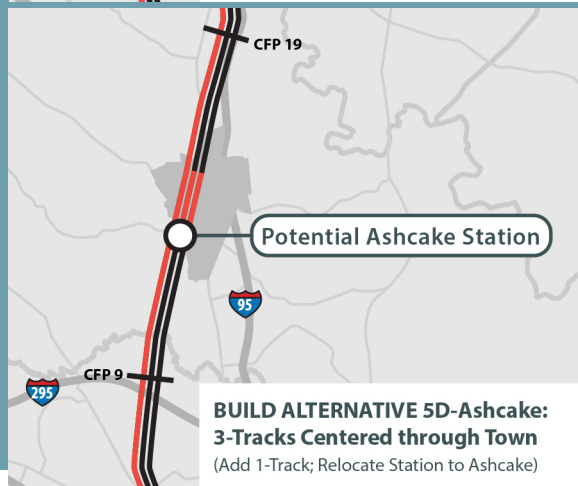 CFP 19
Potential Ashcake Station
95
CFP 9
295
BUILD ALTERNATIVE 5D-Ashcake:
3-Tracks Centered through Town
(Add 1-Track; Relocate Station to Ashcake)